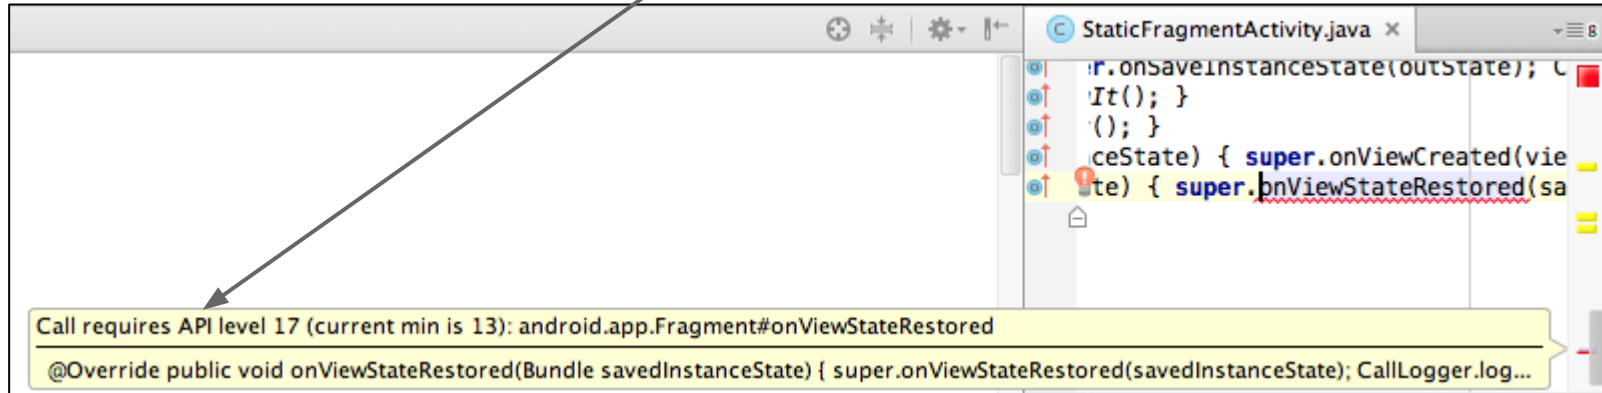 StaticFragmentActivity.java
8
r.onSaveInstanceState(outState); C
It(); }
(); }
ceState) { super.onViewCreated(vie
te) { super.onViewStateRestored(sa
Call requires API level 17 (current min is 13): android.app.Fragment#onViewStateRestored
@Override public void onViewStateRestored(Bundle savedInstanceState) { super.onViewStateRestored(savedInstanceState); CallLogger.log...